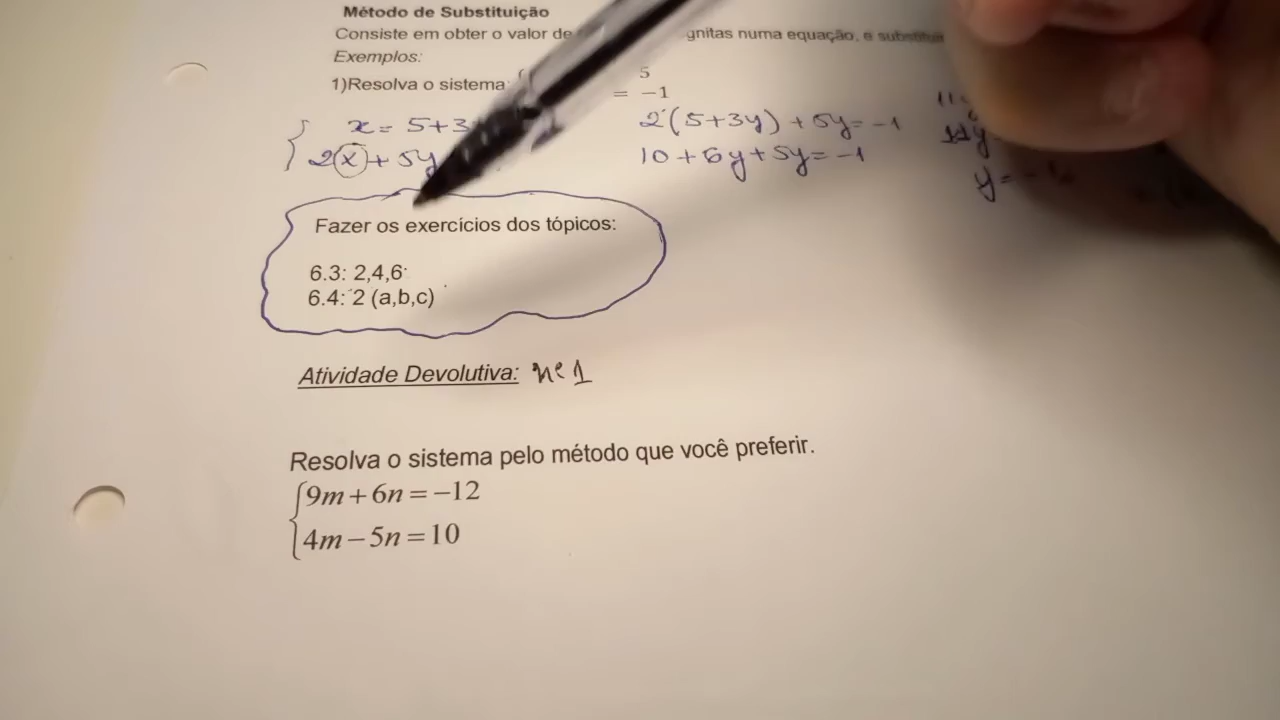 Método de Substituição
Consiste em obter o valor de gnitas numa equação, e
Exemplos:
1)Resolva o sistema
5
= -1
x = 5+3
2(5+3y) + 5y = -1
2(x) + 5y
10 + 6y + 5y = -1
y = -
Fazer os exercícios dos tópicos:
6.3: 2,4,6
6.4: 2 (a,b,c)
Atividade Devolutiva: nº 1
Resolva o sistema pelo método que você preferir.
9m + 6n = -12
4m - 5n = 10